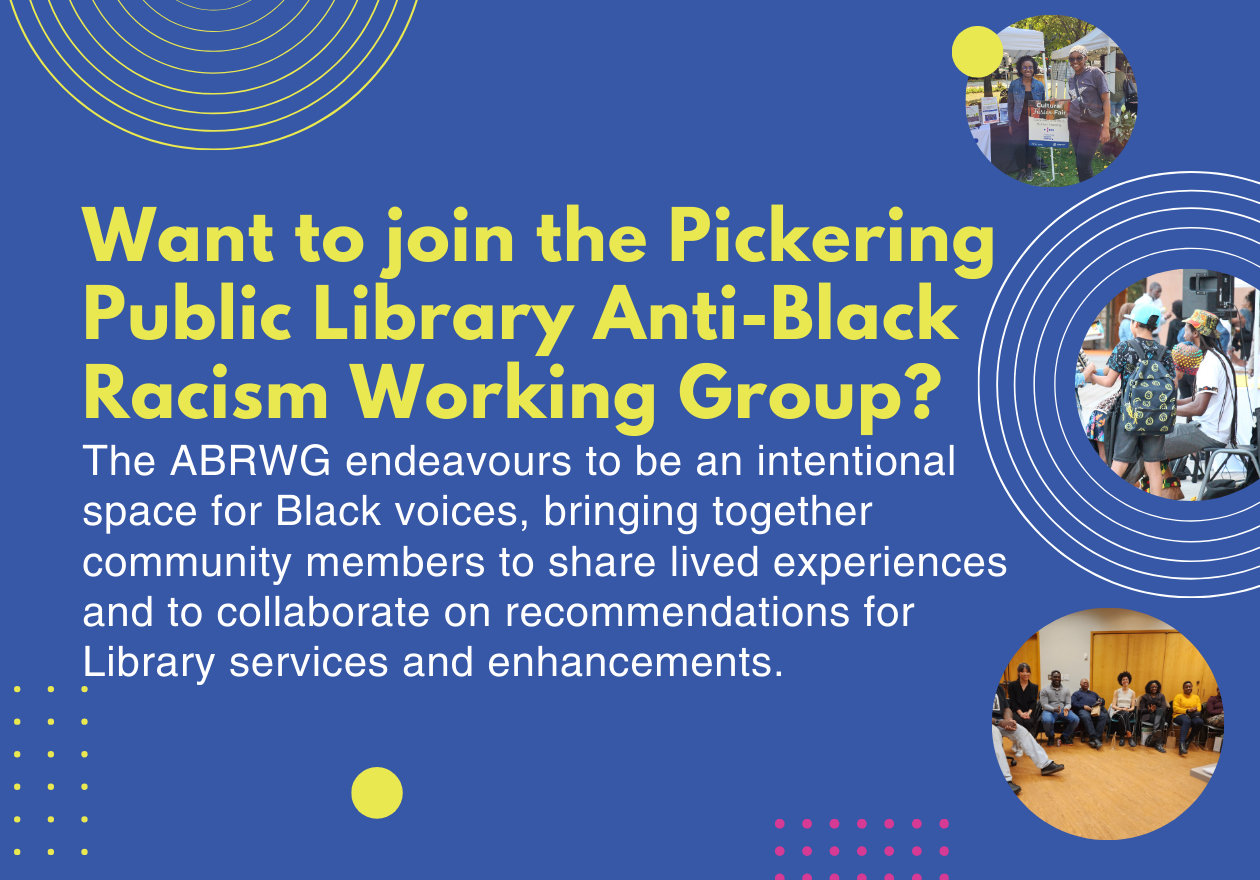 Want to join the Pickering
Public Library Anti-Black
Racism Working Group?
The ABRWG endeavours to be an intentional
space for Black voices, bringing together
community members to share lived experiences
and to collaborate on recommendations for
Library services and enhancements.
Cultural
Fair